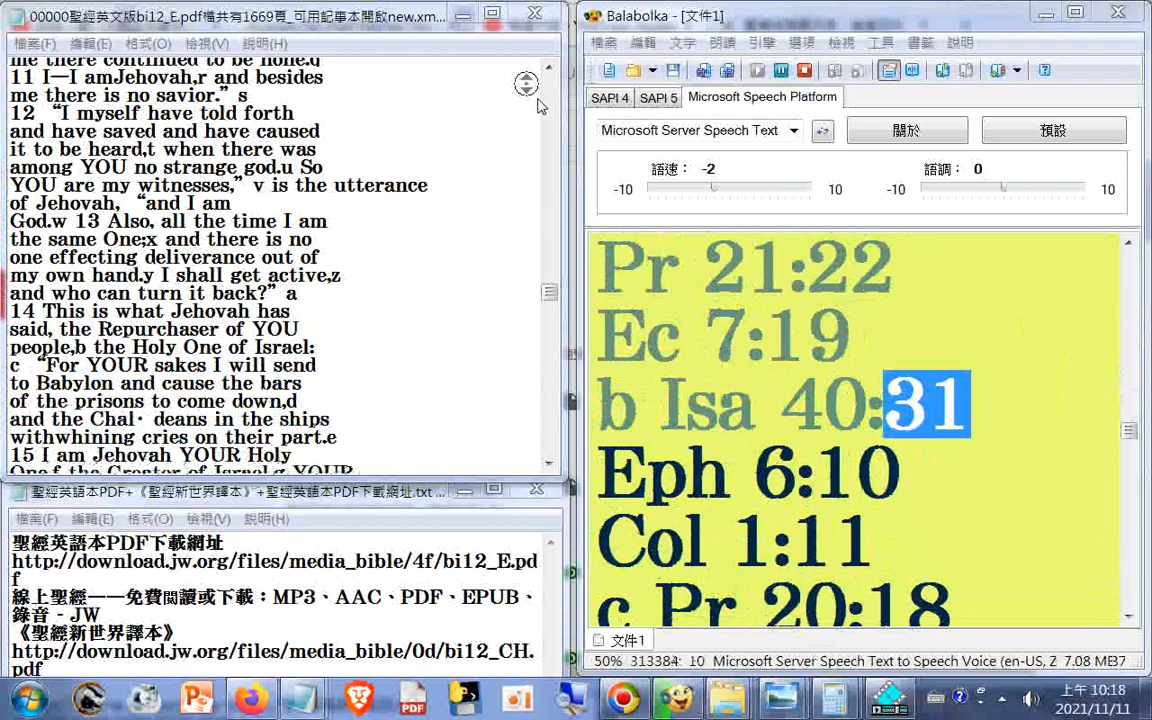 00000聖經英文版bi12_E.pdf檔共有1669頁_可用記事本開啟new.xm...
檔案(F) 編輯(E) 格式(O) 檢視(V) 說明(H)
me there continued to be none.q
11 I—I amJehovah,r and besides
me there is no savior.” s
12 “I myself have told forth
and have saved and have caused
it to be heard,t when there was
among YOU no strange god.u So
YOU are my witnesses,” v is the utterance
of Jehovah, “and I am
God.w 13 Also, all the time I am
the same One;x and there is no
one effecting deliverance out of
my own hand.y I shall get active,z
and who can turn it back?” a
14 This is what Jehovah has
said, the Repurchaser of YOU
people,b the Holy One of Israel:
c “For YOUR sakes I will send
to Babylon and cause the bars
of the prisons to come down,d
and the Chal· deans in the ships
withwhining cries on their part.e
15 I am Jehovah YOUR Holy
One,f the Creator of Israel,g YOUR
聖經英語本PDF+《聖經新世界譯本》+聖經英語本PDF下載網址.txt ...
檔案(F) 編輯(E) 格式(O) 檢視(V) 說明(H)
聖經英語本PDF下載網址
http://download.jw.org/files/media_bible/4f/bi12_E.pd
f
線上聖經──免費閱讀或下載：MP3、AAC、PDF、EPUB、
錄音 - JW
《聖經新世界譯本》
http://download.jw.org/files/media_bible/0d/bi12_CH.
pdf
Balabolka - [文件1]
檔案 編輯 文字 朗讀 引擎 選項 檢視 工具 書籤 說明
SAPI 4 SAPI 5 Microsoft Speech Platform
Microsoft Server Speech Text 關於 預設
語速： -2 語調： 0
-10 10 -10 10
Pr 21:22
Ec 7:19
b Isa 40:31
Eph 6:10
Col 1:11
c Pr 20:18
文件1
50% 313384: 10 Microsoft Server Speech Text to Speech Voice (en-US, Z 7.08 MB37
上午 10:18
2021/11/11